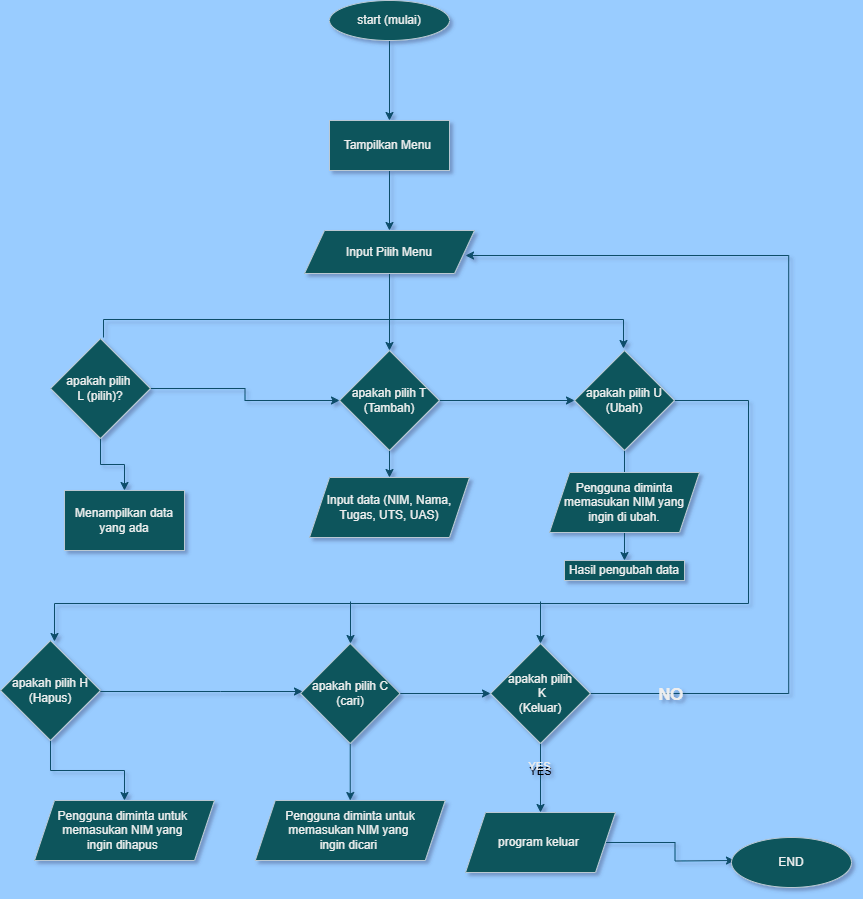 start (mulai)
Tampilkan Menu
Input Pilih Menu
apakah pilih
L (pilih)?
apakah pilih T
(Tambah)
apakah pilih U
(Ubah)
Menampilkan data
yang ada
Input data (NIM, Nama,
Tugas, UTS, UAS)
Pengguna diminta
memasukan NIM yang
ingin di ubah.
Hasil pengubah data
apakah pilih H
(Hapus)
apakah pilih C
(cari)
apakah pilih
K
(Keluar)
NO
YES
YES
Pengguna diminta untuk
memasukan NIM yang
ingin dihapus
Pengguna diminta untuk
memasukan NIM yang
ingin dicari
program keluar
END